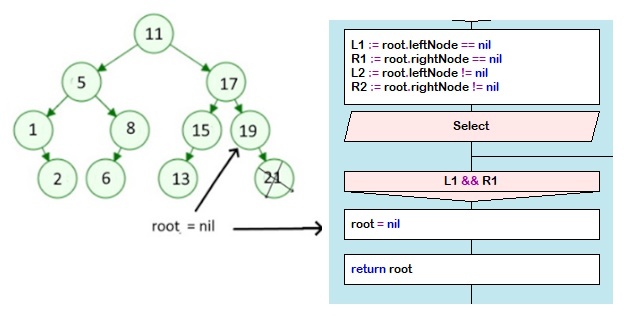 11
5
17
1
8
15
19
2
6
13
21
root = nil
L1 := root.leftNode == nil
R1 := root.rightNode == nil
L2 := root.leftNode != nil
R2 := root.rightNode != nil
Select
L1 && R1
root = nil
return root